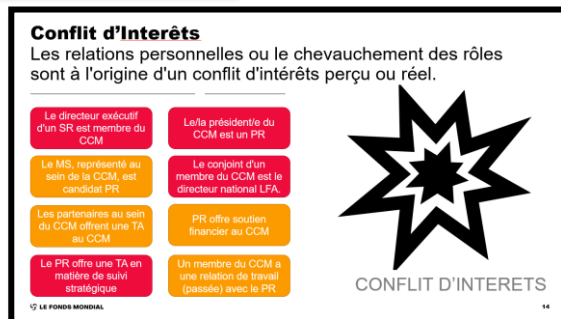 Conflit d'Interêts
Les relations personnelles ou le chevauchement des rôles
sont à l'origine d'un conflit d'intérêts perçu ou réel.
Le directeur exécutif
d'un SR est membre du
CCM
Le/la président/e du
CCM est un PR
Le MS, représenté au
sein de la CCM, est
candidat PR
Le conjoint d'un
membre du CCM est le
directeur national LFA.
Les partenaires au sein
du CCM offrent une TA
au CCM
PR offre soutien
financier au CCM
Le PR offre une TA en
matière de suivi
stratégique
Un membre du CCM a
une relation de travail
(passée) avec le PR
CONFLIT D'INTERETS
LE FONDS MONDIAL
14